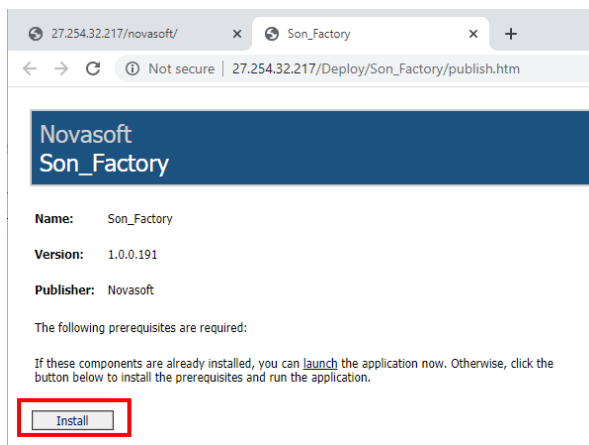 27.254.32.217/novasoft/
Son_Factory
Not secure | 27.254.32.217/Deploy/Son_Factory/publish.htm
Novasoft
Son_Factory
Name: Son_Factory
Version: 1.0.0.191
Publisher: Novasoft
The following prerequisites are required:
If these components are already installed, you can launch the application now. Otherwise, click the
button below to install the prerequisites and run the application.
Install